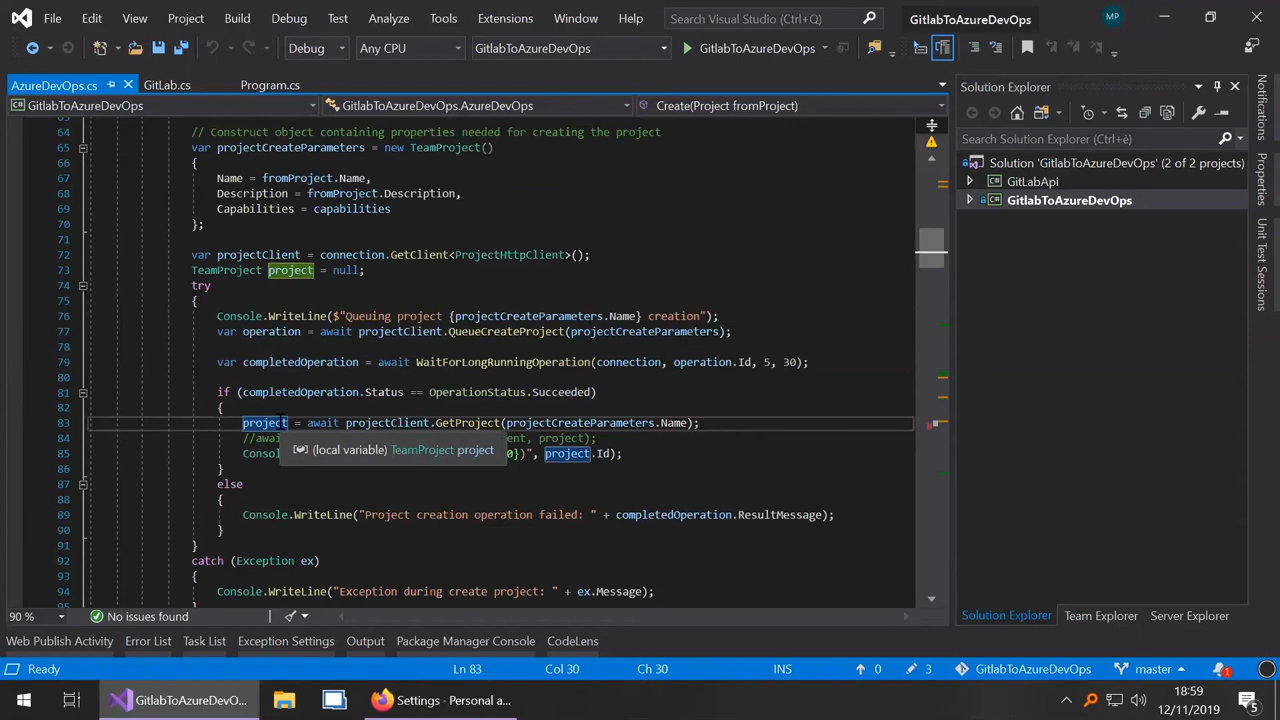 File Edit View Project Build Debug Test Analyze Tools Extensions Window Help Search Visual Studio (Ctrl+Q) GitlabToAzureDevOps MP
Debug Any CPU GitlabToAzureDevOps GitlabToAzureDevOps
AzureDevOps.cs GitLab.cs Program.cs Solution Explorer
GitlabToAzureDevOps GitlabToAzureDevOps.AzureDevOps Create(Project fromProject)
Search Solution Explorer (Ctrl+è)
Solution 'GitlabToAzureDevOps' (2 of 2 projects)
GitLabApi
GitlabToAzureDevOps
Notifications
Properties
Unit Test Sessions
63
64 // Construct object containing properties needed for creating the project
65 var projectCreateParameters = new TeamProject()
66 {
67 Name = fromProject.Name,
68 Description = fromProject.Description,
69 Capabilities = capabilities
70 };
71
72 var projectClient = connection.GetClient<ProjectHttpClient>();
73 TeamProject project = null;
74 try
75 {
76 Console.WriteLine($"Queuing project {projectCreateParameters.Name} creation");
77 var operation = await projectClient.QueueCreateProject(projectCreateParameters);
78
79 var completedOperation = await WaitForLongRunningOperation(connection, operation.Id, 5, 30);
80
81 if (completedOperation.Status == OperationStatus.Succeeded)
82 {
83 project = await projectClient.GetProject(projectCreateParameters.Name);
84 //awai ent, project);
(local variable) TeamProject project
85 Consol 0})", project.Id);
86 }
87 else
88 {
89 Console.WriteLine("Project creation operation failed: " + completedOperation.ResultMessage);
90 }
91 }
92 catch (Exception ex)
93 {
94 Console.WriteLine("Exception during create project: " + ex.Message);
95 }
90 % No issues found
Solution Explorer Team Explorer Server Explorer
Web Publish Activity Error List Task List Exception Settings Output Package Manager Console CodeLens
Ready Ln 83 Col 30 Ch 30 INS 0 3 GitlabToAzureDevOps master 1
GitlabToAzureDevO... Settings - Personal a... 18:59
12/11/2019 5